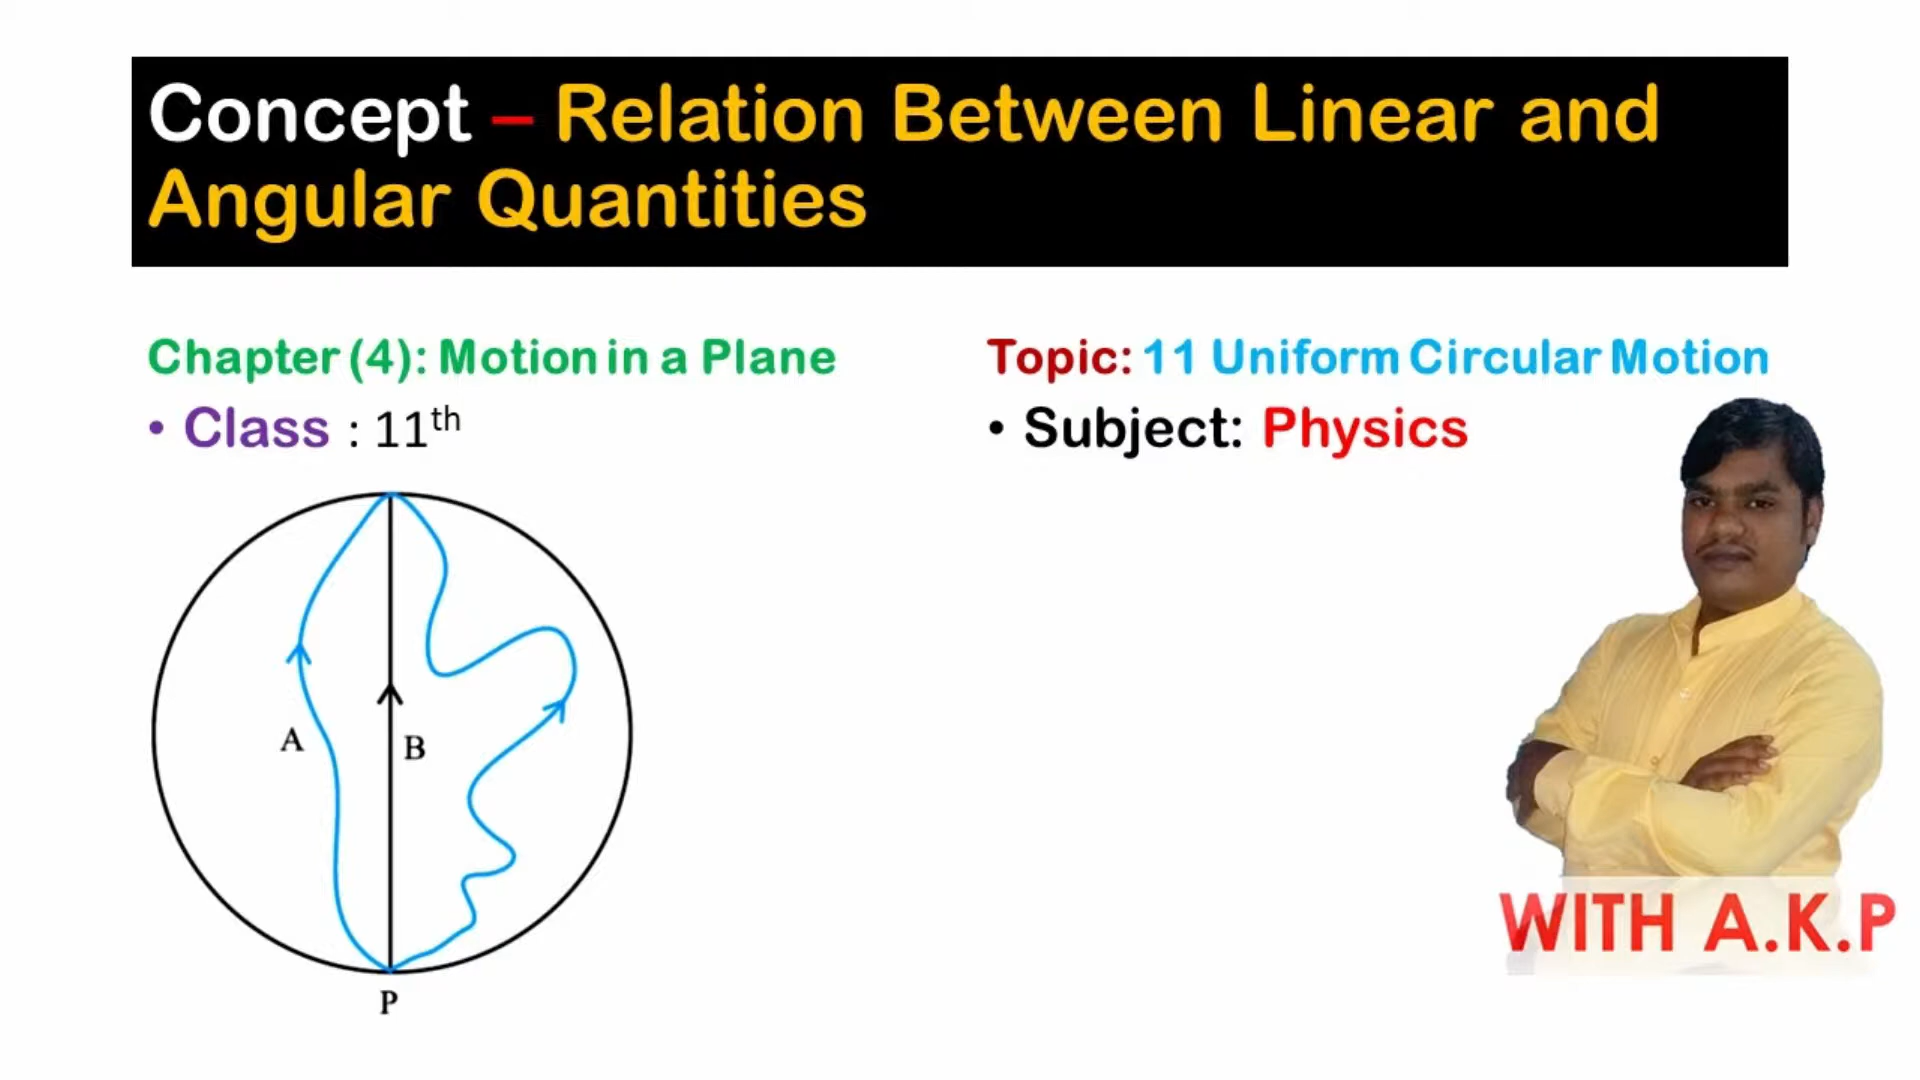 Concept – Relation Between Linear and
Angular Quantities
Chapter (4): Motion in a Plane
• Class : 11th
Topic: 11 Uniform Circular Motion
• Subject: Physics
A
B
P
WITH A.K.P